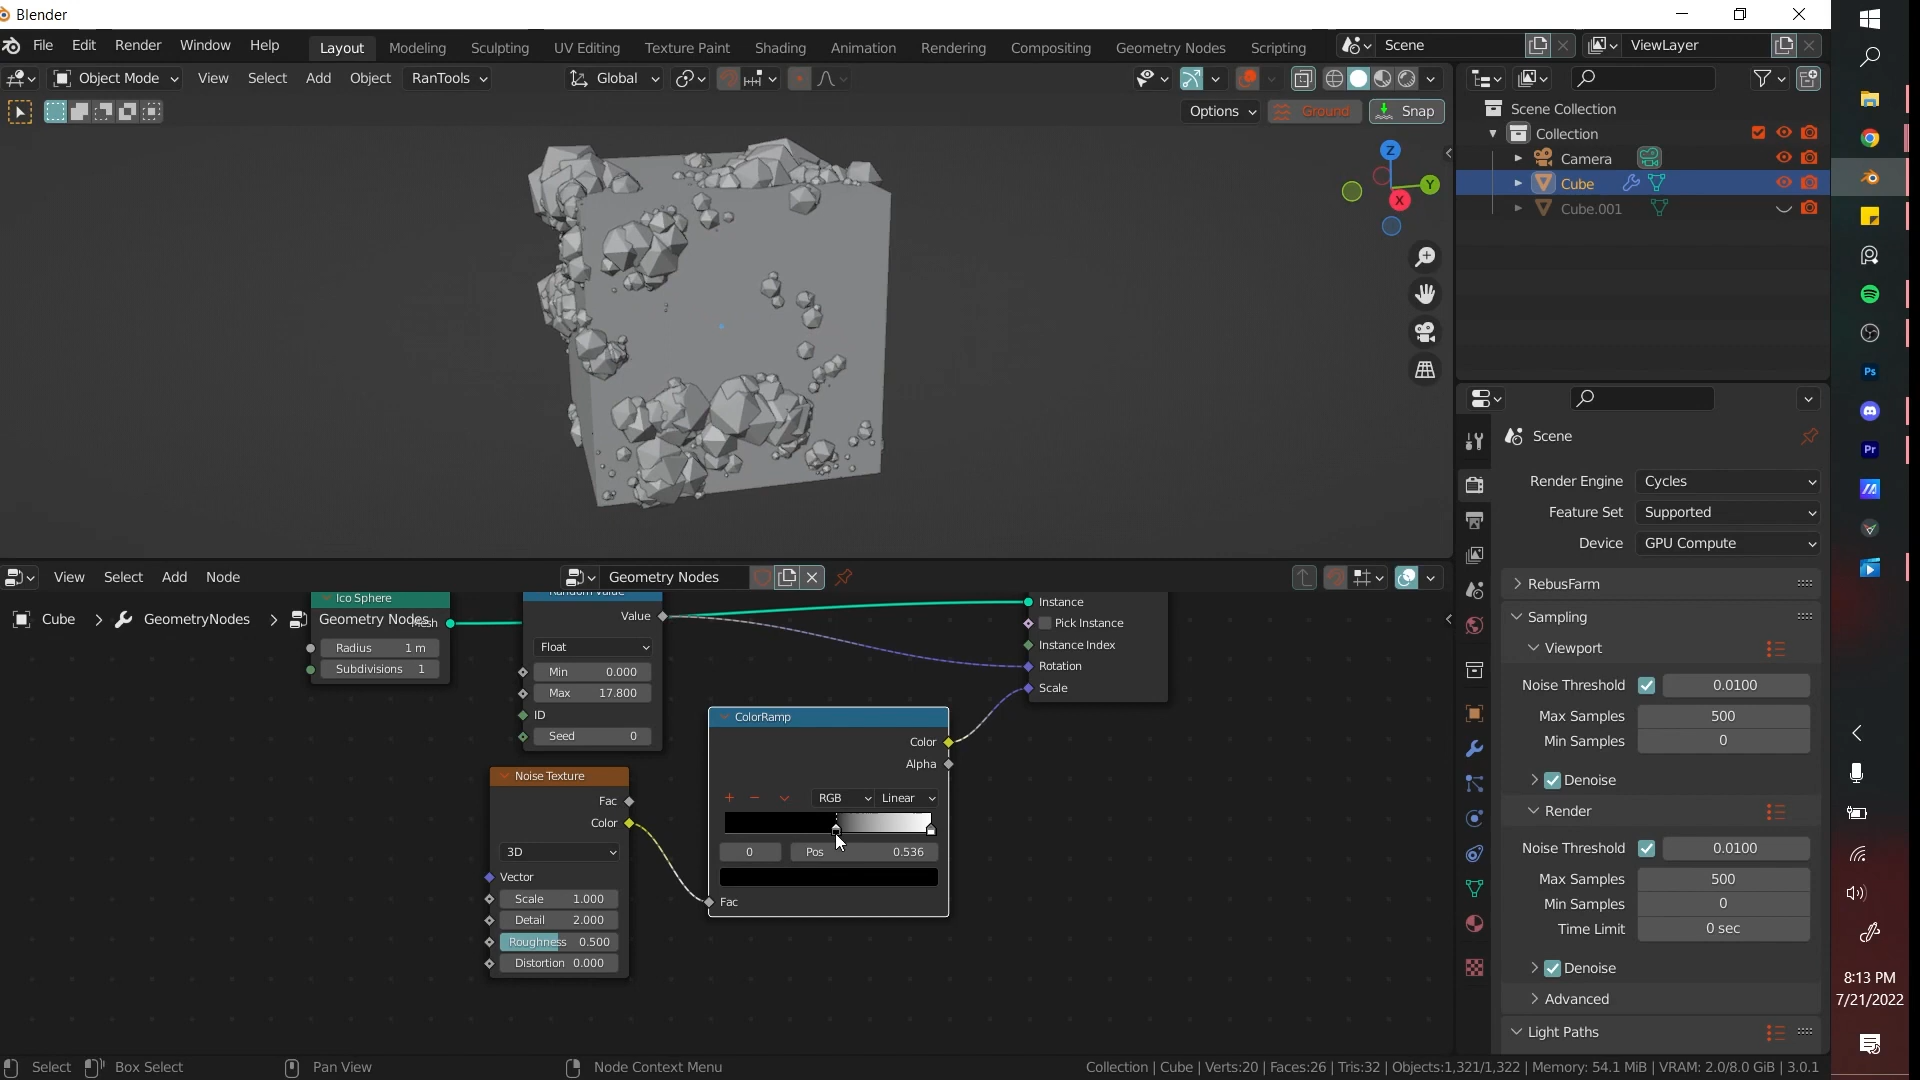 Blender
File Edit Render Window Help Layout Modeling Sculpting UV Editing Texture Paint Shading Animation Rendering Compositing Geometry Nodes Scripting Scene ViewLayer
Object Mode View Select Add Object RanTools Global
Options Ground Snap
Z
Y
X
Scene Collection
Collection
Camera
Cube
Cube.001
Scene
Render Engine Cycles
Feature Set Supported
Device GPU Compute
RebusFarm
Sampling
Viewport
Noise Threshold 0.0100
Max Samples 500
Min Samples 0
Denoise
Render
Noise Threshold 0.0100
Max Samples 500
Min Samples 0
Time Limit 0 sec
Denoise
Advanced
Light Paths
View Select Add Node Geometry Nodes
Cube > GeometryNodes > Geometry Nodes
Ico Sphere
Mesh
Radius 1 m
Subdivisions 1
Random Value
Value
Float
Min 0.000
Max 17.800
ID
Seed 0
Instance
Pick Instance
Instance Index
Rotation
Scale
ColorRamp
Color
Alpha
+ − RGB Linear
0 Pos 0.536
Fac
Noise Texture
Fac
Color
3D
Vector
Scale 1.000
Detail 2.000
Roughness 0.500
Distortion 0.000
Ps
Pr
8:13 PM
7/21/2022
Select Box Select Pan View Node Context Menu Collection | Cube | Verts:20 | Faces:26 | Tris:32 | Objects:1,321/1,322 | Memory: 54.1 MiB | VRAM: 2.0/8.0 GiB | 3.0.1